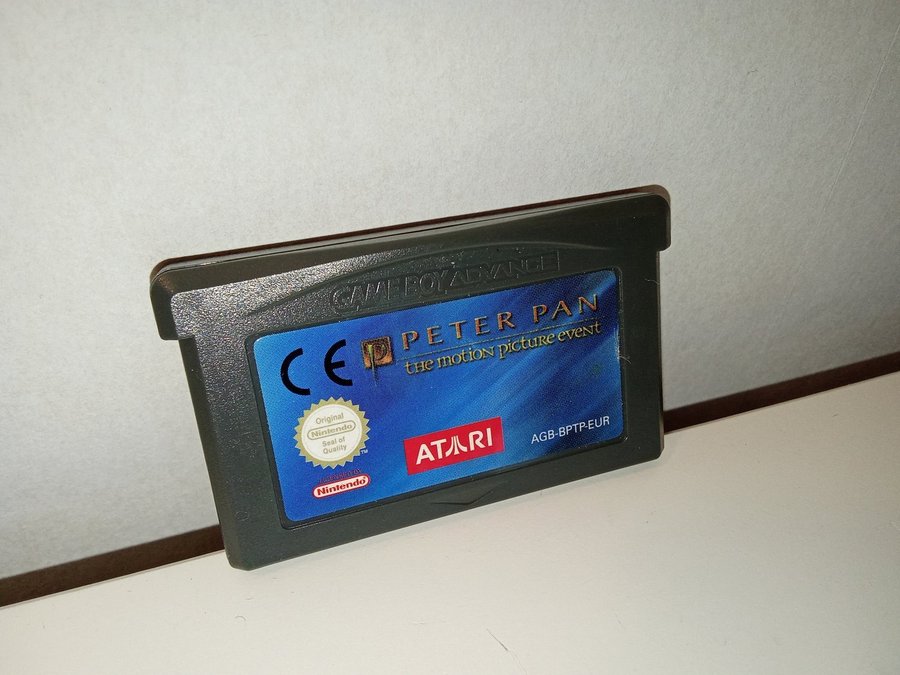 GAME BOY ADVANCE
CE
PETER PAN
the motion picture event
Original
Nintendo
Seal of
Quality
TM
ATARI
AGB-BPTP-EUR
Nintendo